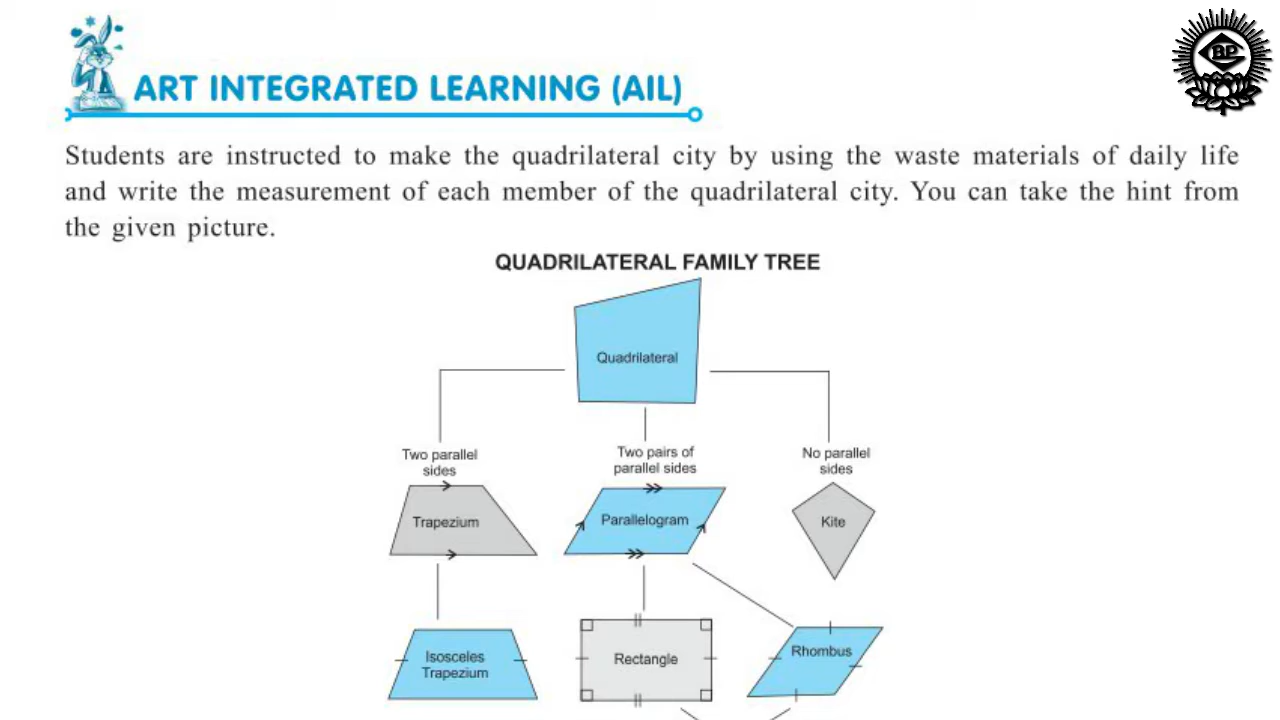 BP
ART INTEGRATED LEARNING (AIL)
Students are instructed to make the quadrilateral city by using the waste materials of daily life
and write the measurement of each member of the quadrilateral city. You can take the hint from
the given picture.
QUADRILATERAL FAMILY TREE
Quadrilateral
Two parallel
sides
Two pairs of
parallel sides
No parallel
sides
Trapezium
Parallelogram
Kite
Isosceles
Trapezium
Rectangle
Rhombus